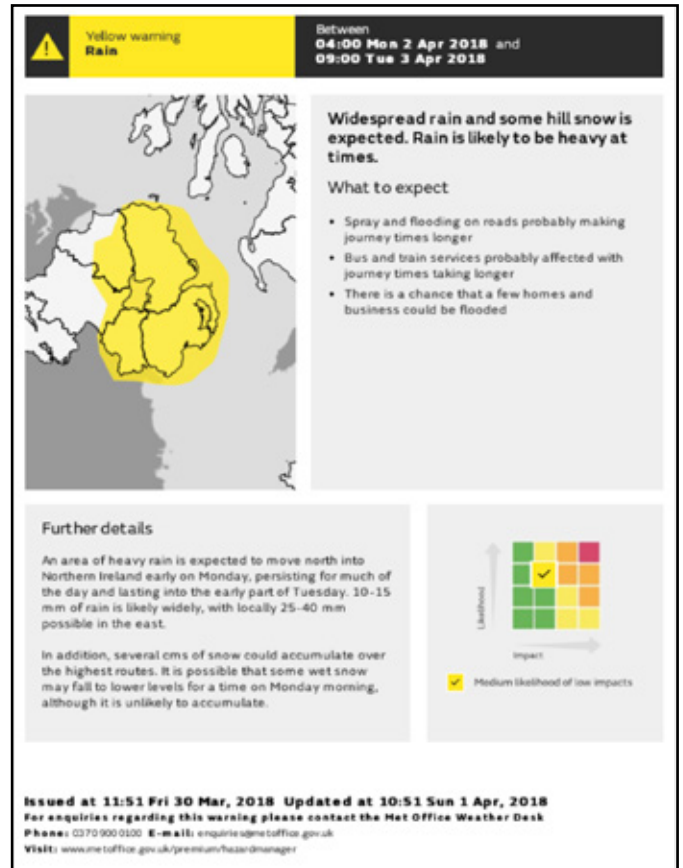 Yellow warning
Rain
Between
04:00 Mon 2 Apr 2018 and
09:00 Tue 3 Apr 2018
Widespread rain and some hill snow is
expected. Rain is likely to be heavy at
times.
What to expect
• Spray and flooding on roads probably making
journey times longer
• Bus and train services probably affected with
journey times taking longer
• There is a chance that a few homes and
business could be flooded
Further details
An area of heavy rain is expected to move north into
Northern Ireland early on Monday, persisting for much of
the day and lasting into the early part of Tuesday. 10-15
mm of rain is likely widely, with locally 25-40 mm
possible in the east.
In addition, several cms of snow could accumulate over
the highest routes. It is possible that some wet snow
may fall to lower levels for a time on Monday morning,
although it is unlikely to accumulate.
Likelihood
Impact
Medium likelihood of low impacts
Issued at 11:51 Fri 30 Mar, 2018 Updated at 10:51 Sun 1 Apr, 2018
For enquiries regarding this warning please contact the Met Office Weather Desk
Phone: 0370 900 0100 E-mail: enquiries@metoffice.gov.uk
Visit: www.metoffice.gov.uk/premium/hazardmanager